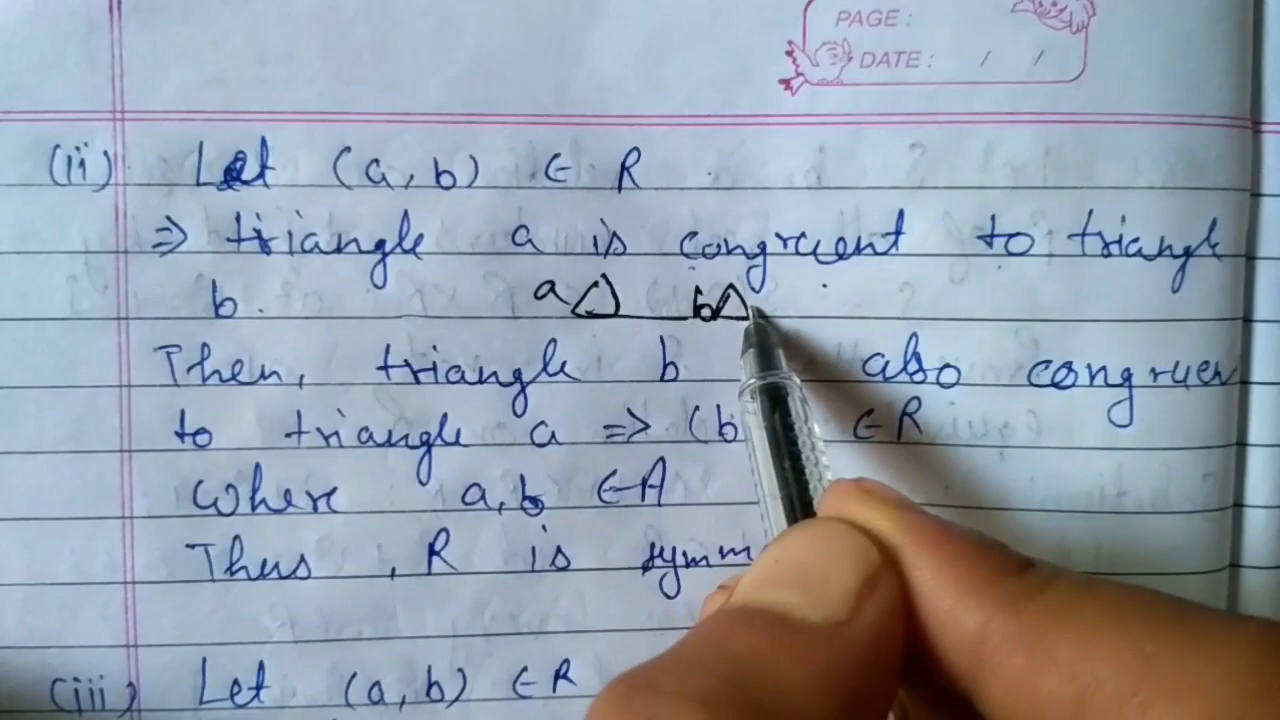 PAGE :
DATE : / /
(ii) Let (a, b) ∈ R
⇒ triangle a is congruent to triangle
b. a△ b△
Then, triangle b also congruen
to triangle a ⇒ (b ∈ R
where a, b ∈ A
Thus, R is symm
(iii) Let (a, b) ∈ R